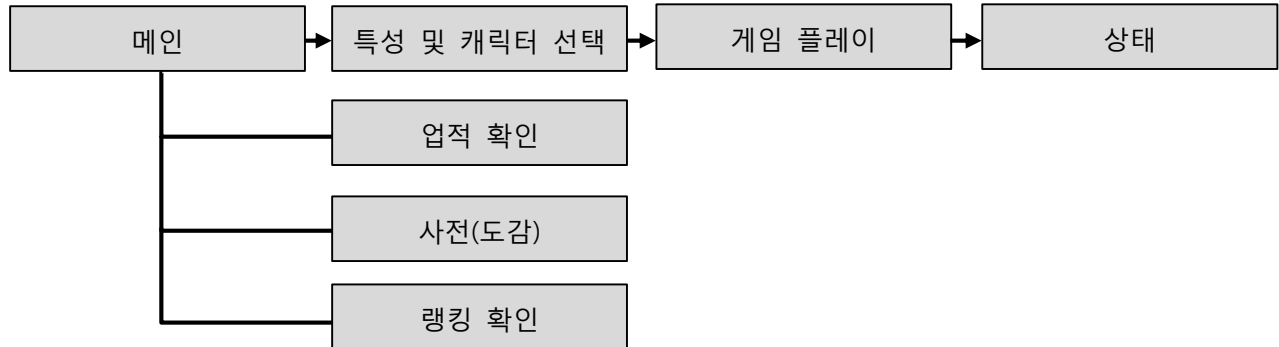 메인
특성 및 캐릭터 선택
게임 플레이
상태
업적 확인
사전(도감)
랭킹 확인